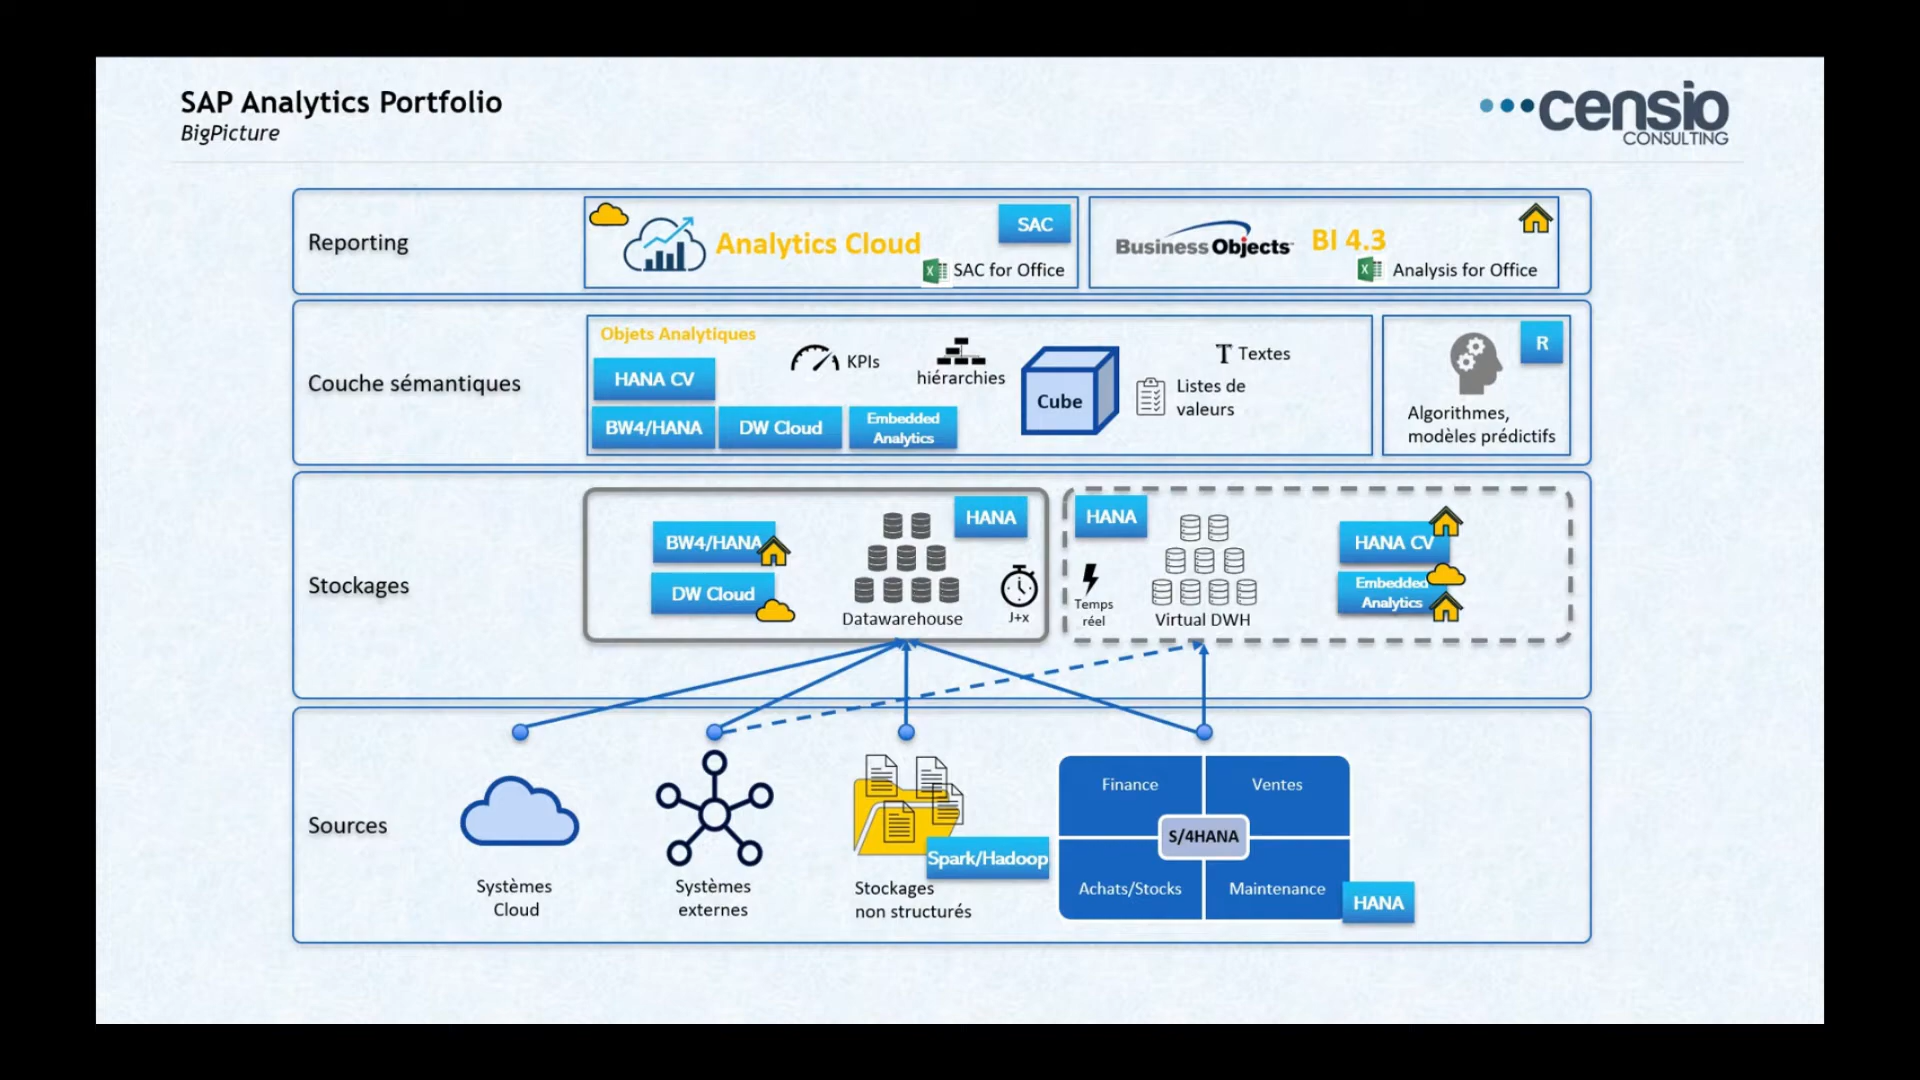 SAP Analytics Portfolio
BigPicture
censio
CONSULTING
Reporting
Analytics Cloud
SAC
SAC for Office
Business Objects
BI 4.3
Analysis for Office
Couche sémantiques
Objets Analytiques
HANA CV
BW4/HANA
DW Cloud
Embedded
Analytics
KPIs
hiérarchies
Cube
Textes
Listes de
valeurs
R
Algorithmes,
modèles prédictifs
Stockages
BW4/HANA
DW Cloud
HANA
Datawarehouse
J+x
HANA
Temps
réel
Virtual DWH
HANA CV
Embedded
Analytics
Sources
Systèmes
Cloud
Systèmes
externes
Spark/Hadoop
Stockages
non structurés
Finance
Ventes
S/4HANA
Achats/Stocks
Maintenance
HANA